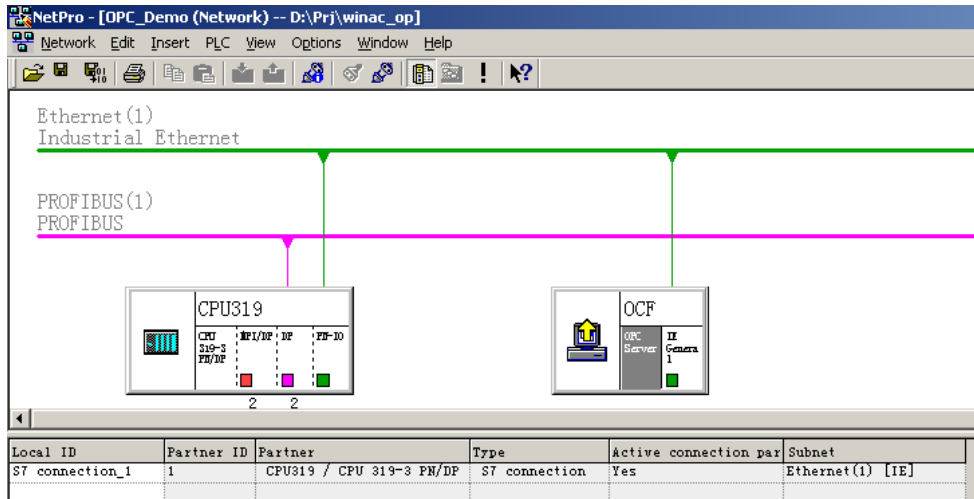 NetPro - [OPC_Demo (Network) -- D:\Prj\winac_op]
Network Edit Insert PLC View Options Window Help
Ethernet(1)
Industrial Ethernet
PROFIBUS(1)
PROFIBUS
CPU319
CPU
319-3
PN/DP
MPI/DP
DP
PN-IO
2
2
OCF
OPC
Server
IE
Genera
l
Local ID Partner ID Partner Type Active connection par Subnet
S7 connection_1 1 CPU319 / CPU 319-3 PN/DP S7 connection Yes Ethernet(1) [IE]